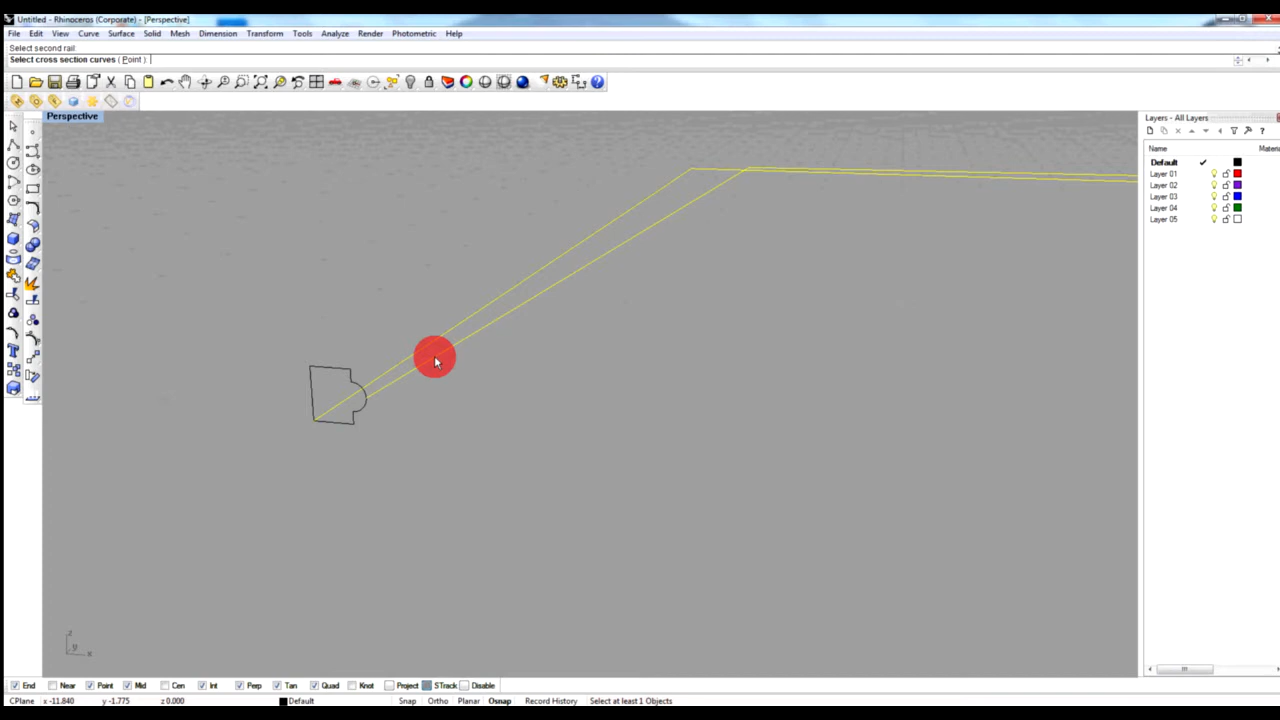 Untitled - Rhinoceros (Corporate) - [Perspective]
File Edit View Curve Surface Solid Mesh Dimension Transform Tools Analyze Render Photometric Help
Select second rail:
Select cross section curves ( Point ):
Perspective
Layers - All Layers
Name Materi
Default
Layer 01
Layer 02
Layer 03
Layer 04
Layer 05
z
y
x
End Near Point Mid Cen Int Perp Tan Quad Knot Project STrack Disable
CPlane x -11.840 y -1.775 z 0.000 Default Snap Ortho Planar Osnap Record History Select at least 1 Objects